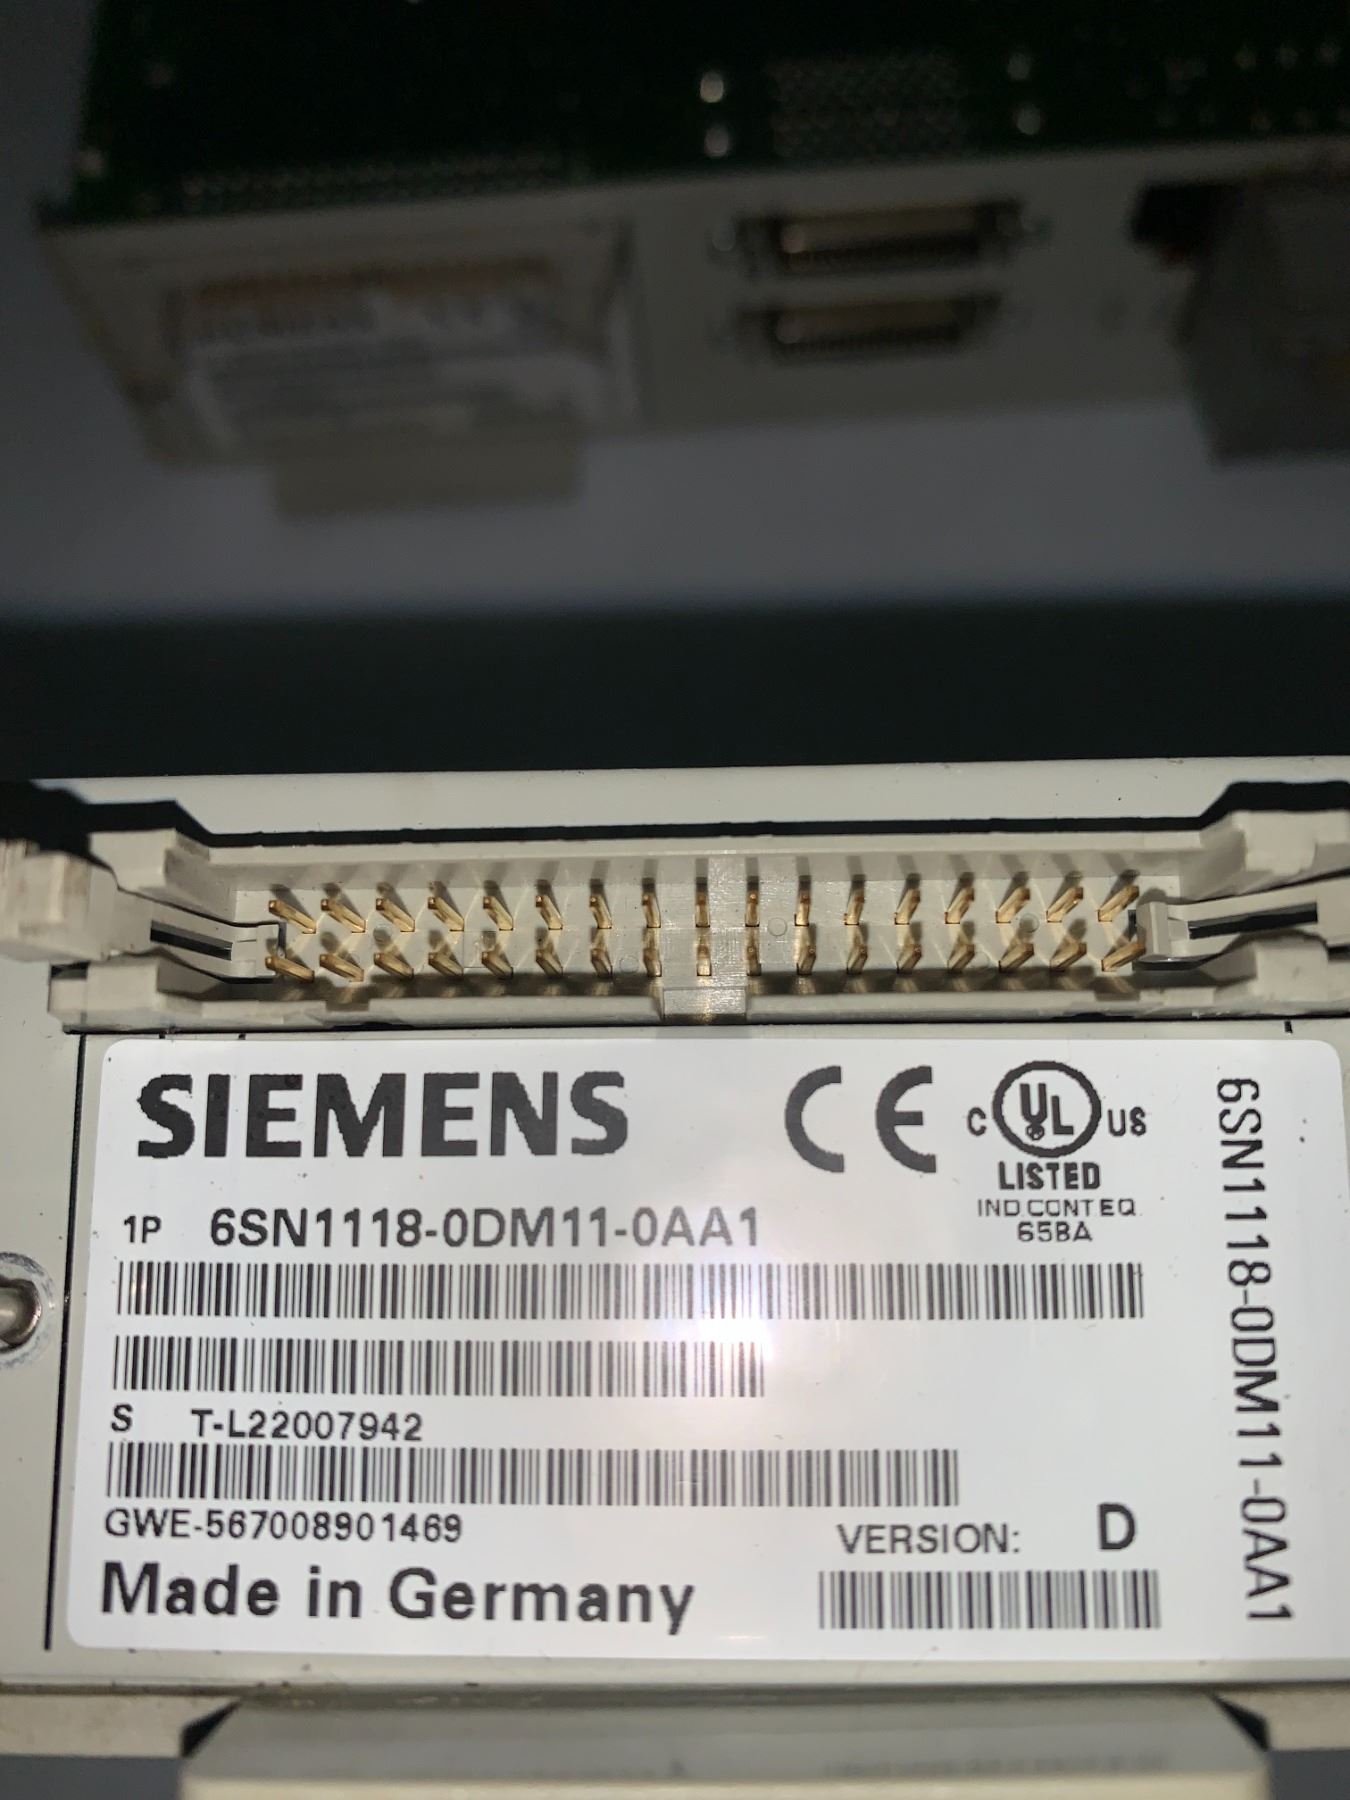 SIEMENS
CE
C UL US
LISTED
IND.CONT.EQ.
65BA
1P 6SN1118-0DM11-0AA1
S T-L22007942
GWE-567008901469
VERSION: D
Made in Germany
6SN1118-0DM11-0AA1